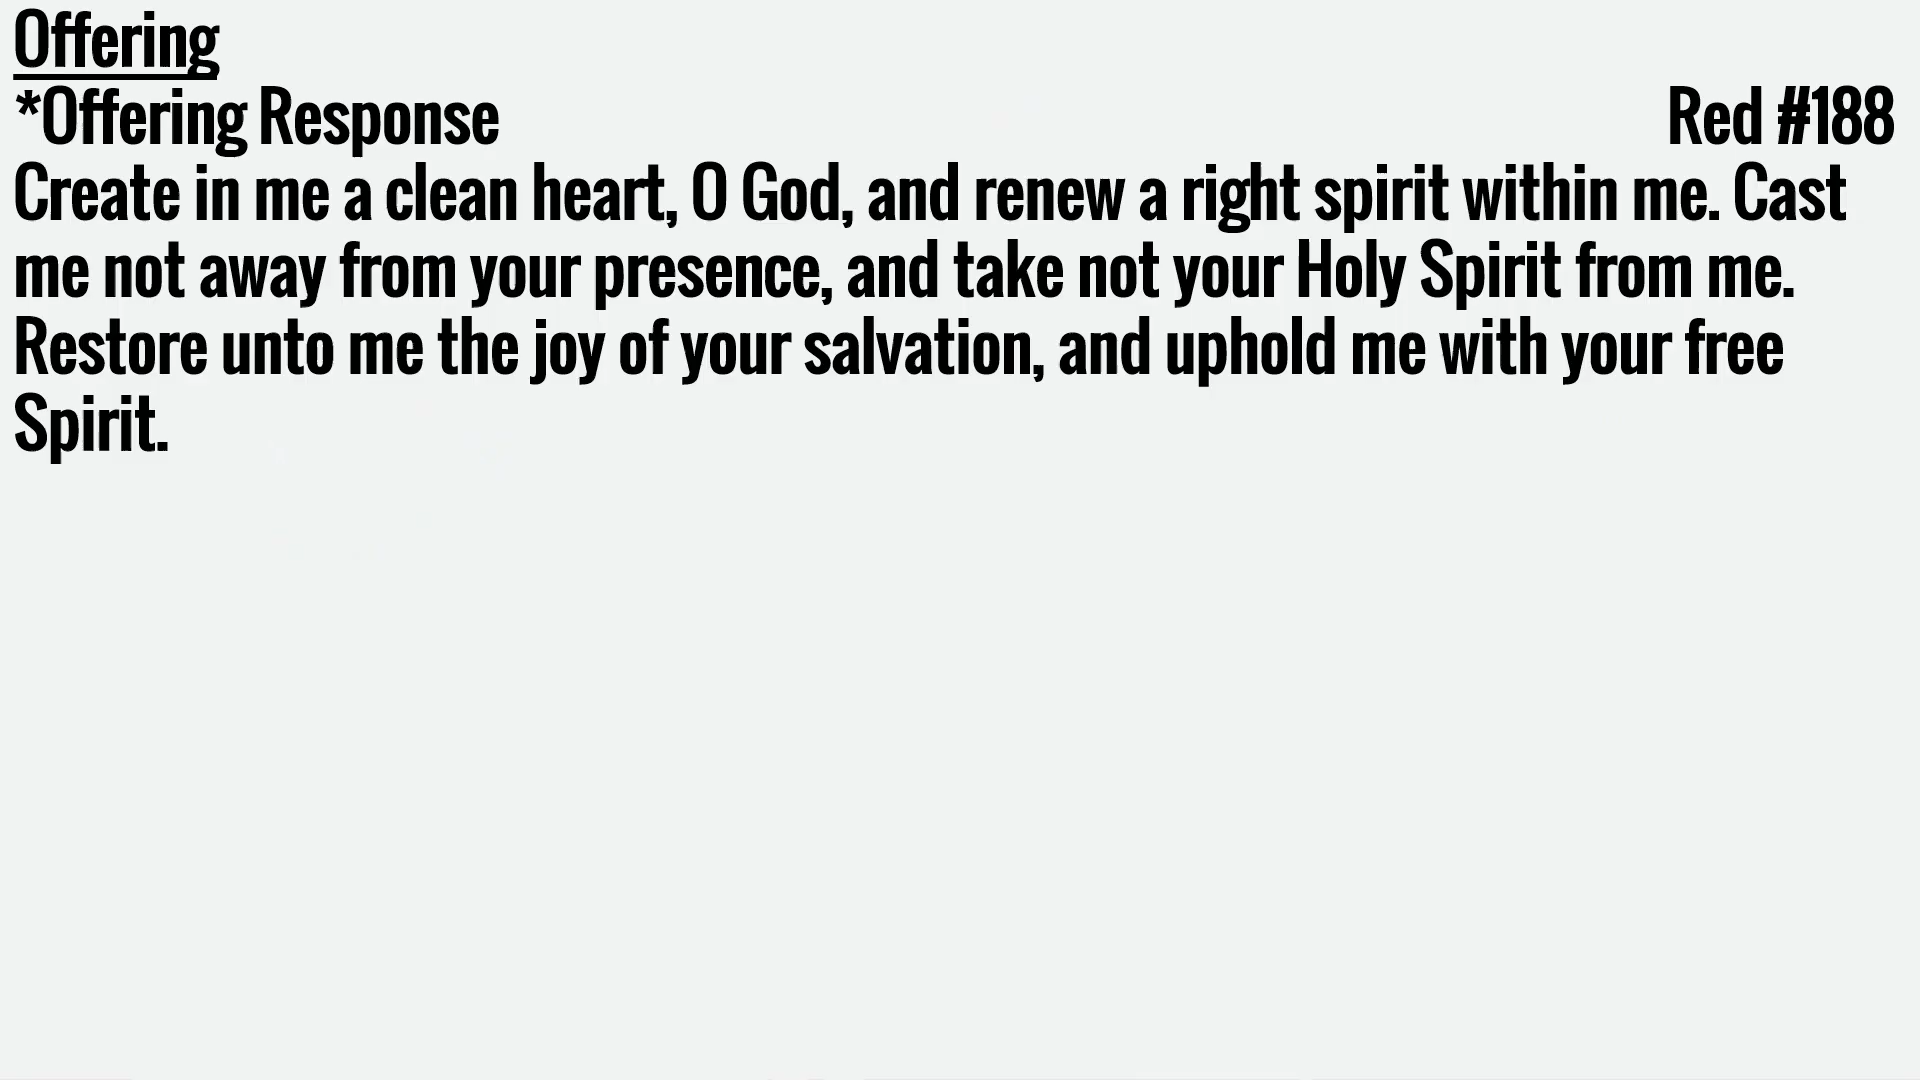 Offering
*Offering Response Red #188
Create in me a clean heart, O God, and renew a right spirit within me. Cast
me not away from your presence, and take not your Holy Spirit from me.
Restore unto me the joy of your salvation, and uphold me with your free
Spirit.